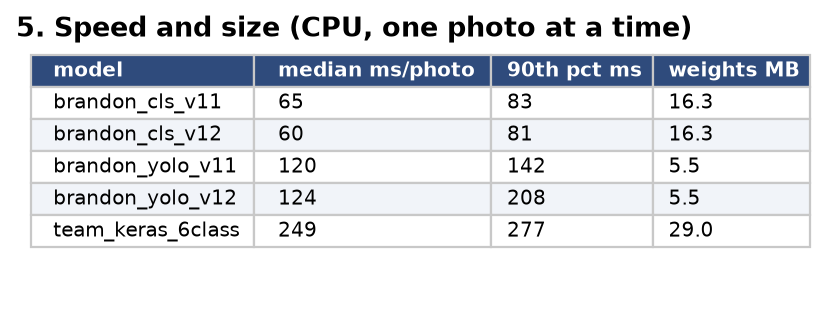 5. Speed and size (CPU, one photo at a time)
model median ms/photo 90th pct ms weights MB
brandon_cls_v11 65 83 16.3
brandon_cls_v12 60 81 16.3
brandon_yolo_v11 120 142 5.5
brandon_yolo_v12 124 208 5.5
team_keras_6class 249 277 29.0